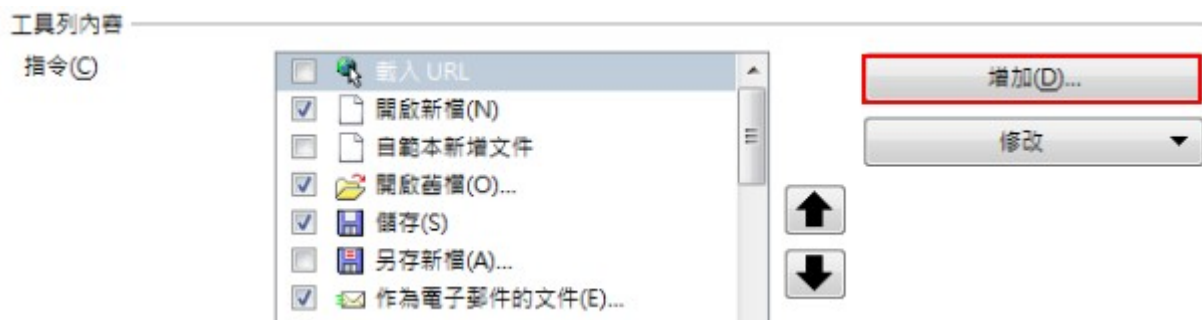 工具列內容
指令(C)
載入 URL
開啟新檔(N)
自範本新增文件
開啟舊檔(O)...
儲存(S)
另存新檔(A)...
作為電子郵件的文件(E)...
增加(D)...
修改